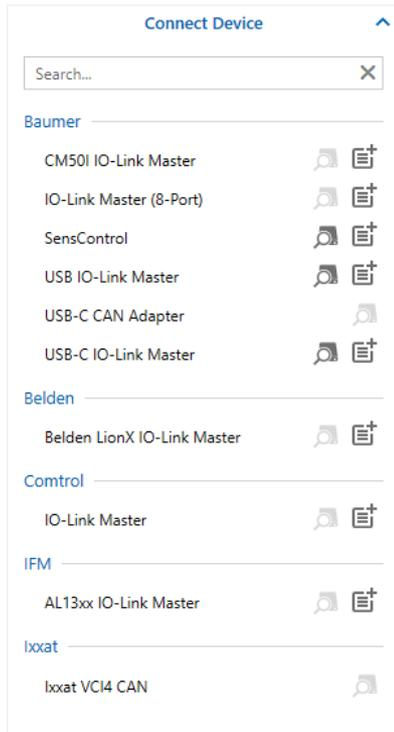 Connect Device
Search...
Baumer
CM50I IO-Link Master
IO-Link Master (8-Port)
SensControl
USB IO-Link Master
USB-C CAN Adapter
USB-C IO-Link Master
Belden
Belden LionX IO-Link Master
Comtrol
IO-Link Master
IFM
AL13xx IO-Link Master
Ixxat
Ixxat VCI4 CAN